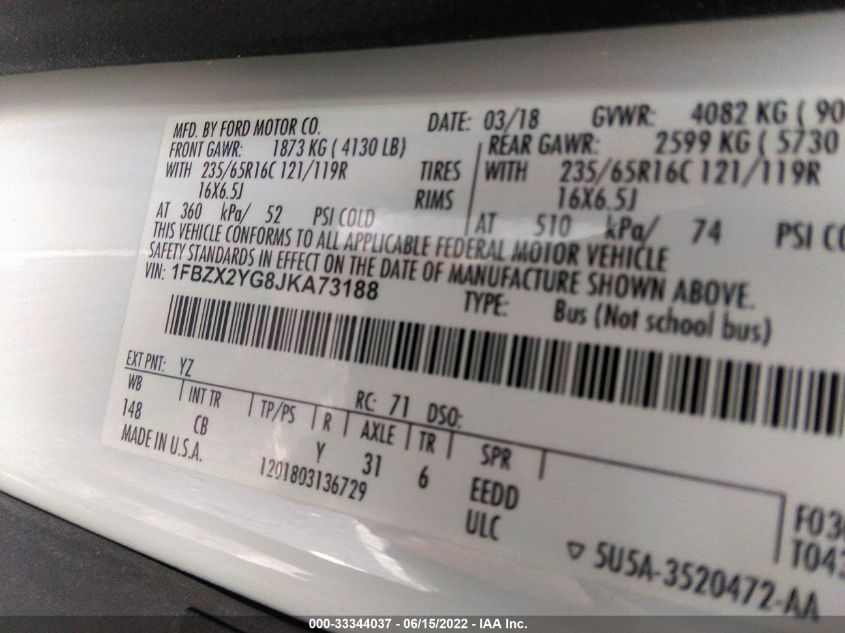 MFD. BY FORD MOTOR CO. DATE: 03/18 GVWR: 4082 KG ( 90
FRONT GAWR: 1873 KG ( 4130 LB) REAR GAWR: 2599 KG ( 5730
WITH 235/65R16C 121/119R TIRES WITH 235/65R16C 121/119R
16X6.5J RIMS 16X6.5J
AT 360 kPa/ 52 PSI COLD AT 510 kPa/ 74 PSI CO
THIS VEHICLE CONFORMS TO ALL APPLICABLE FEDERAL MOTOR VEHICLE
SAFETY STANDARDS IN EFFECT ON THE DATE OF MANUFACTURE SHOWN ABOVE.
VIN: 1FBZX2YG8JKA73188
TYPE: Bus (Not school bus)
EXT PNT: YZ RC: 71 DSO:
WB INT TR TP/PS R AXLE TR SPR
148 CB Y 31 6 EEDD
MADE IN U.S.A. 1201803136729 ULC
F03
T043
▽ 5U5A-3520472-AA
000-33344037 - 06/15/2022 - IAA Inc.